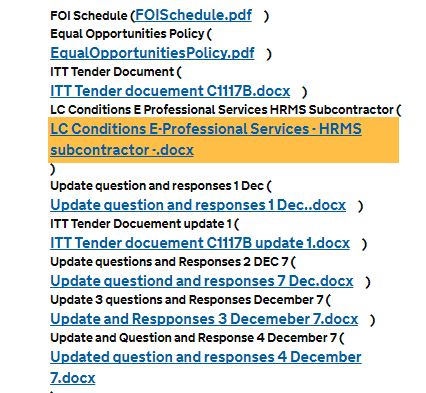 FOI Schedule (FOISchedule.pdf )
Equal Opportunities Policy (
EqualOpportunitiesPolicy.pdf )
ITT Tender Document (
ITT Tender docuement C1117B.docx )
LC Conditions E Professional Services HRMS Subcontractor (
LC Conditions E-Professional Services - HRMS
subcontractor -.docx
)
Update question and responses 1 Dec (
Update question and responses 1 Dec..docx )
ITT Tender Docuement update 1 (
ITT Tender docuement C1117B update 1.docx )
Update questions and Responses 2 DEC 7 (
Update questiond and responses 7 Dec.docx )
Update 3 questions and Responses December 7 (
Update and Respponses 3 Decemeber 7.docx )
Update and Question and Response 4 December 7 (
Updated question and responses 4 December
7.docx